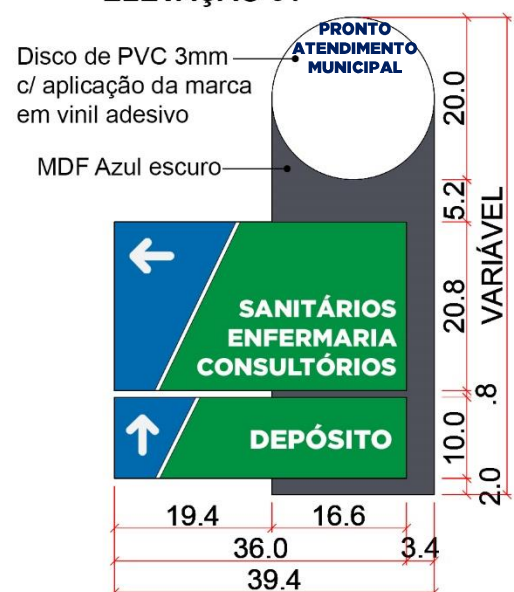 PRONTO
ATENDIMENTO
MUNICIPAL
Disco de PVC 3mm
c/ aplicação da marca
em vinil adesivo
MDF Azul escuro
20.0
5.2
VARIÁVEL
20.8
.8
10.0
2.0
SANITÁRIOS
ENFERMARIA
CONSULTÓRIOS
DEPÓSITO
19.4
16.6
36.0
3.4
39.4